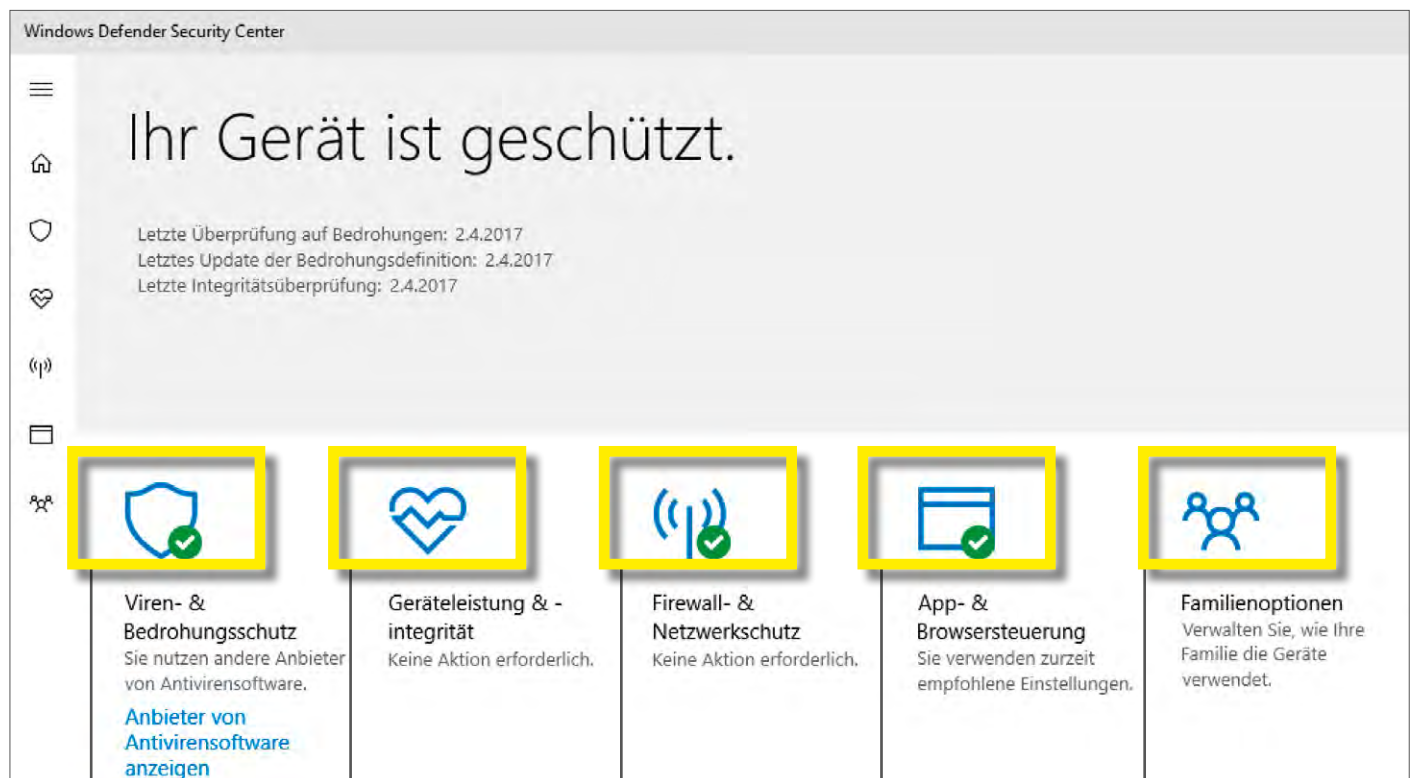 Windows Defender Security Center
Ihr Gerät ist geschützt.
Letzte Überprüfung auf Bedrohungen: 2.4.2017
Letztes Update der Bedrohungsdefinition: 2.4.2017
Letzte Integritätsüberprüfung: 2.4.2017
Viren- &
Bedrohungsschutz
Sie nutzen andere Anbieter
von Antivirensoftware.
Anbieter von
Antivirensoftware
anzeigen
Geräteleistung & -
integrität
Keine Aktion erforderlich.
Firewall- &
Netzwerkschutz
Keine Aktion erforderlich.
App- &
Browsersteuerung
Sie verwenden zurzeit
empfohlene Einstellungen.
Familienoptionen
Verwalten Sie, wie Ihre
Familie die Geräte
verwendet.